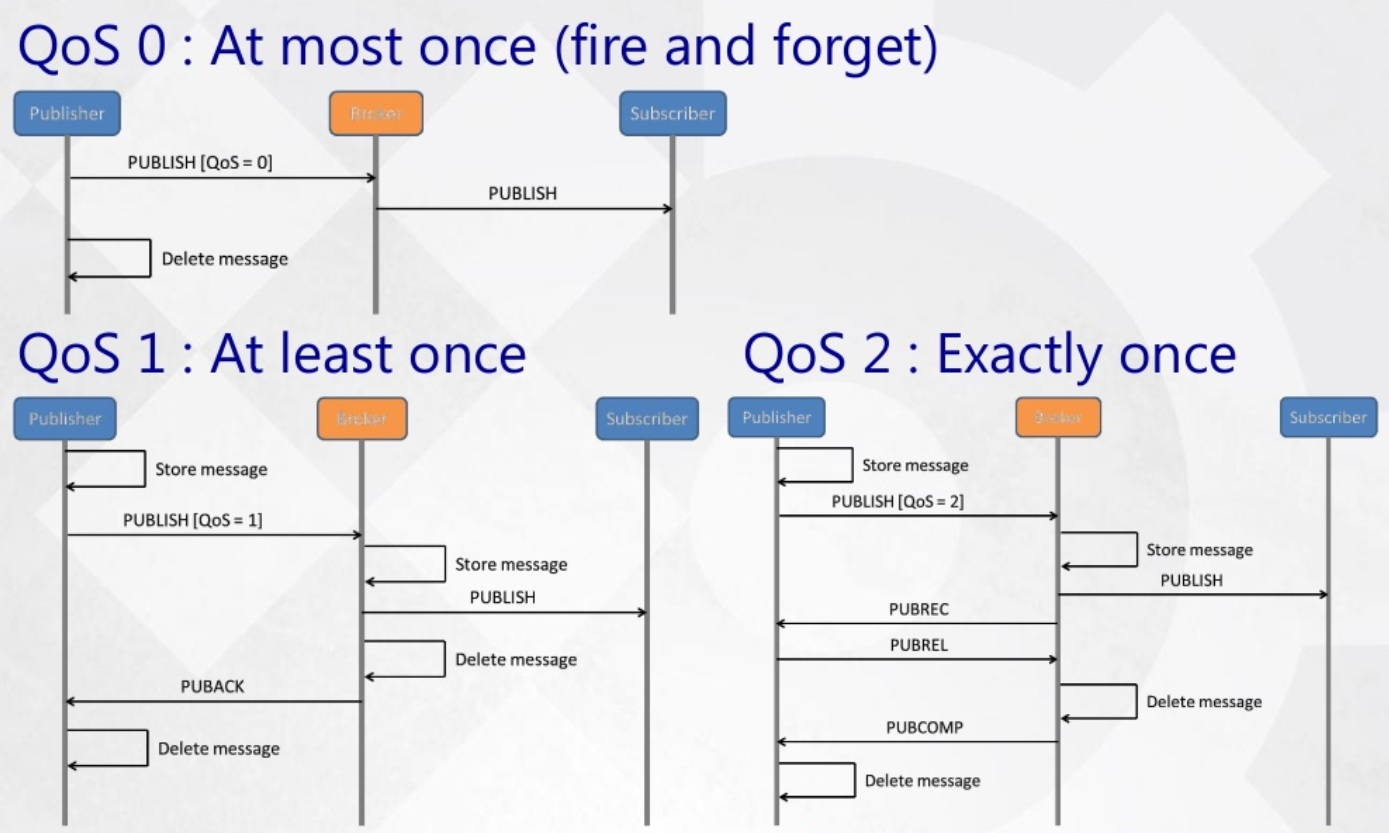 QoS 0 : At most once (fire and forget)
Publisher
Broker
Subscriber
PUBLISH [QoS = 0]
PUBLISH
Delete message
QoS 1 : At least once
Publisher
Broker
Subscriber
Store message
PUBLISH [QoS = 1]
Store message
PUBLISH
Delete message
PUBACK
Delete message
QoS 2 : Exactly once
Publisher
Broker
Subscriber
Store message
PUBLISH [QoS = 2]
Store message
PUBLISH
PUBREC
PUBREL
Delete message
PUBCOMP
Delete message